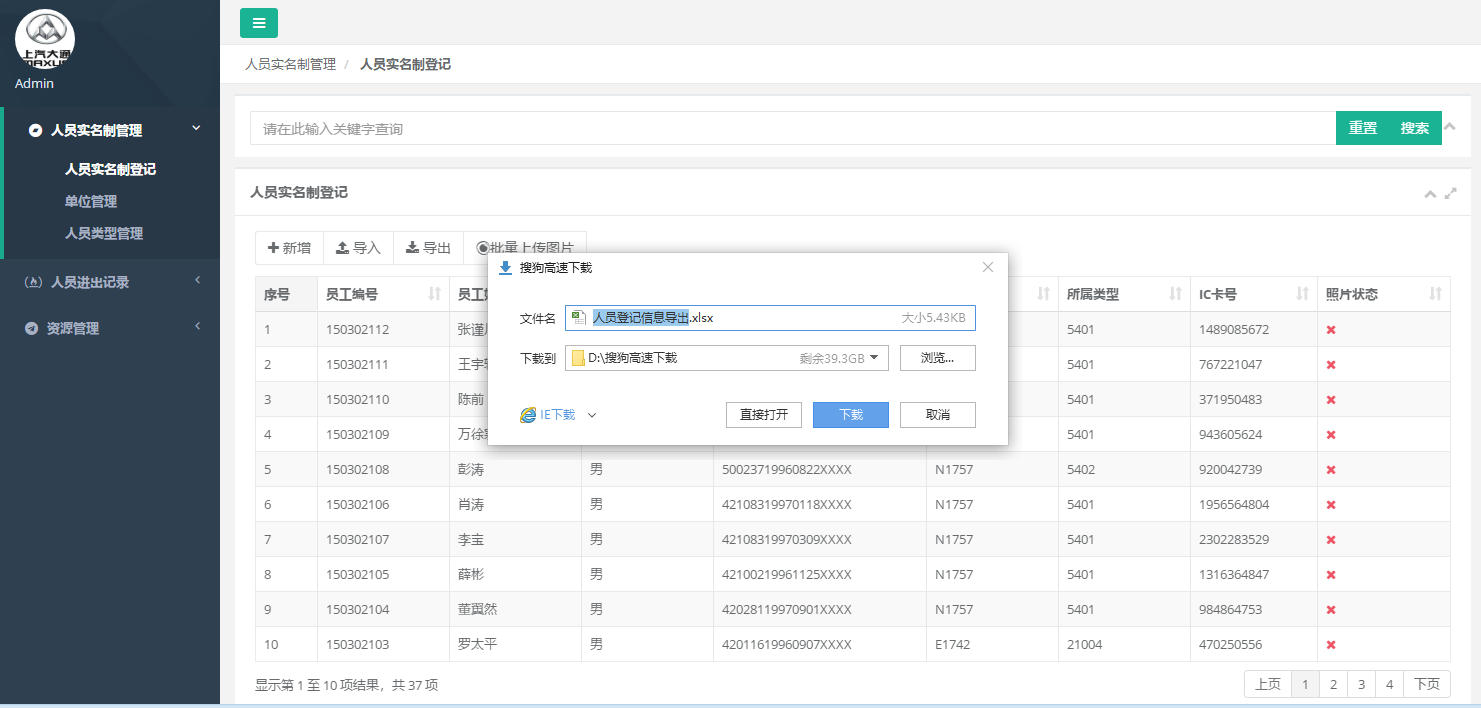 上汽大通
MAXUS
Admin
人员实名制管理
人员实名制登记
单位管理
人员类型管理
人员进出记录
资源管理
人员实名制管理 / 人员实名制登记
请在此输入关键字查询 重置 搜索
人员实名制登记
新增 导入 导出 批量上传图片
搜狗高速下载
文件名 人员登记信息导出.xlsx 大小5.43KB
下载到 D:\搜狗高速下载 剩余39.3GB 浏览...
IE下载 直接打开 下载 取消
序号 员工编号 员工 所属类型 IC卡号 照片状态
1 150302112 张谨 5401 1489085672
2 150302111 王宇 5401 767221047
3 150302110 陈前 5401 371950483
4 150302109 万徐 5401 943605624
5 150302108 彭涛 男 50023719960822XXXX N1757 5402 920042739
6 150302106 肖涛 男 42108319970118XXXX N1757 5401 1956564804
7 150302107 李宝 男 42108319970309XXXX N1757 5401 2302283529
8 150302105 薛彬 男 42100219961125XXXX N1757 5401 1316364847
9 150302104 董翼然 男 42028119970901XXXX N1757 5401 984864753
10 150302103 罗太平 男 42011619960907XXXX E1742 21004 470250556
显示第 1 至 10 项结果，共 37 项 上页 1 2 3 4 下页